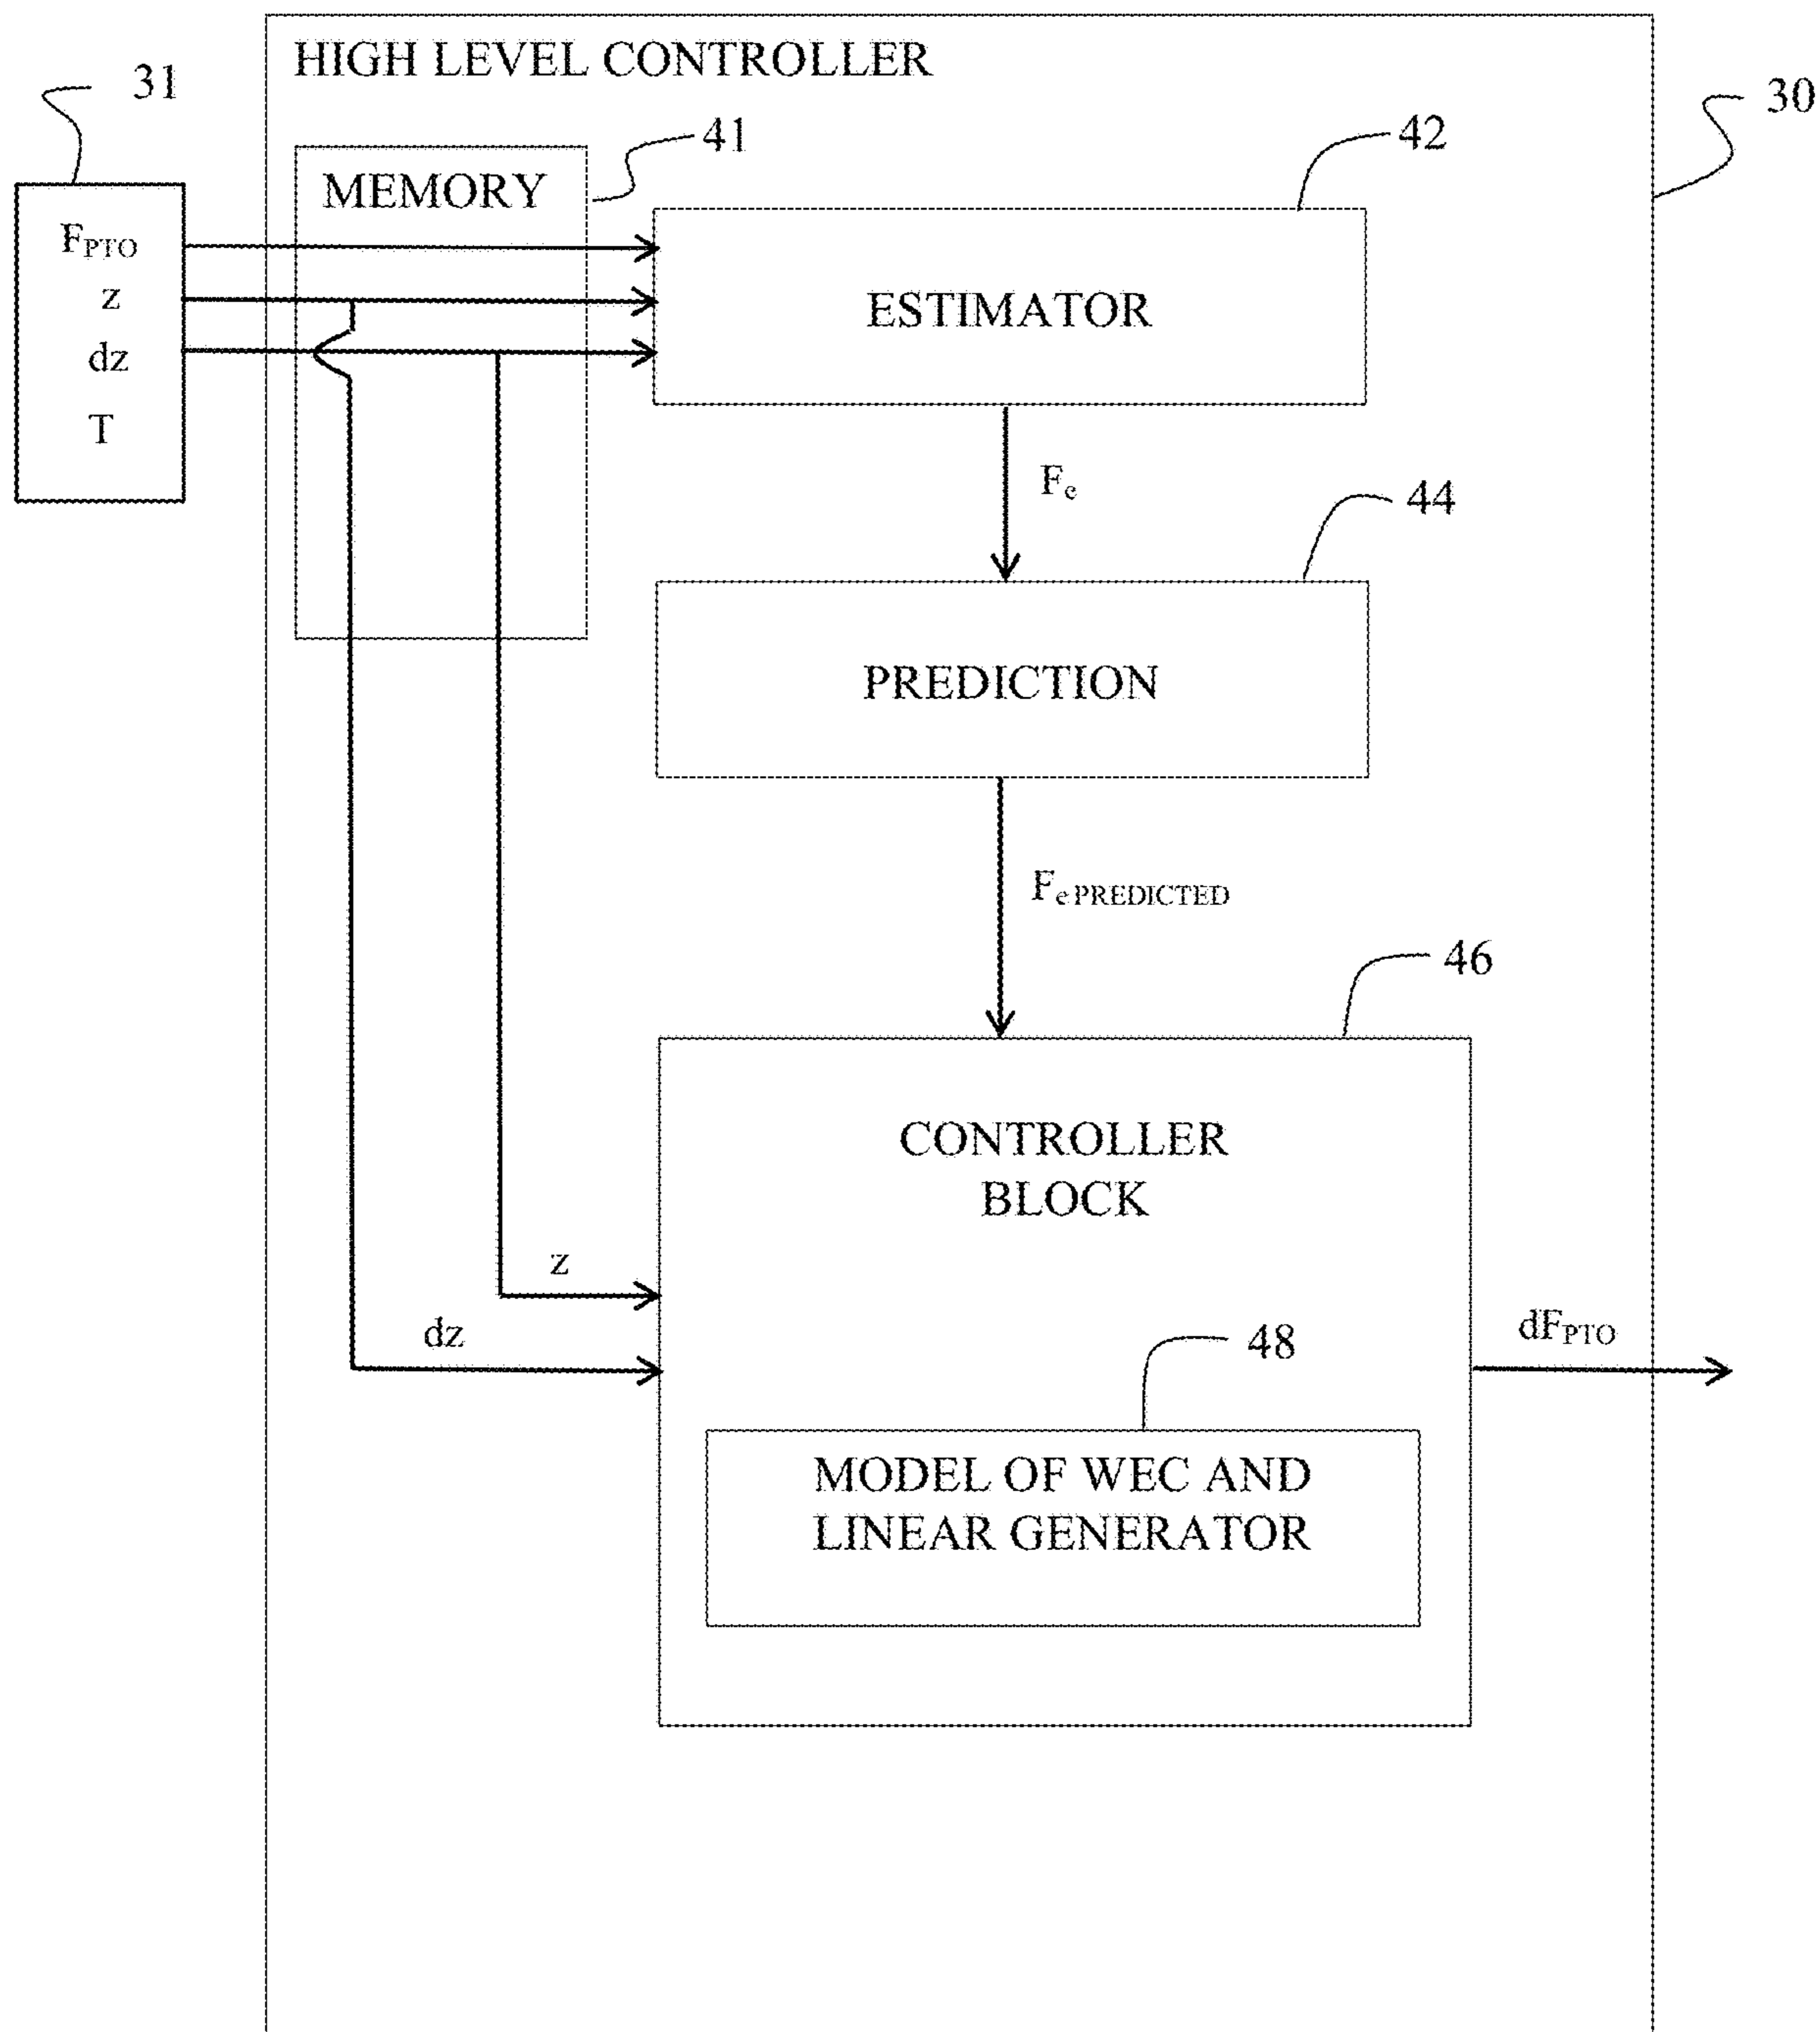 HIGH LEVEL CONTROLLER
31
30
41
42
MEMORY
FPTO
z
dz
T
ESTIMATOR
Fe
44
PREDICTION
Fe PREDICTED
46
CONTROLLER
BLOCK
z
dz
48
dFPTO
MODEL OF WEC AND
LINEAR GENERATOR